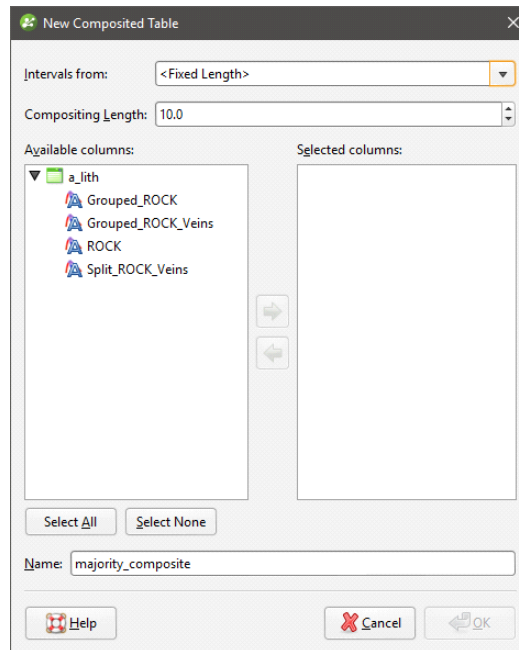 New Composited Table
Intervals from: <Fixed Length>
Compositing Length: 10.0
Available columns: Selected columns:
a_lith
Grouped_ROCK
Grouped_ROCK_Veins
ROCK
Split_ROCK_Veins
Select All Select None
Name: majority_composite
Help Cancel OK